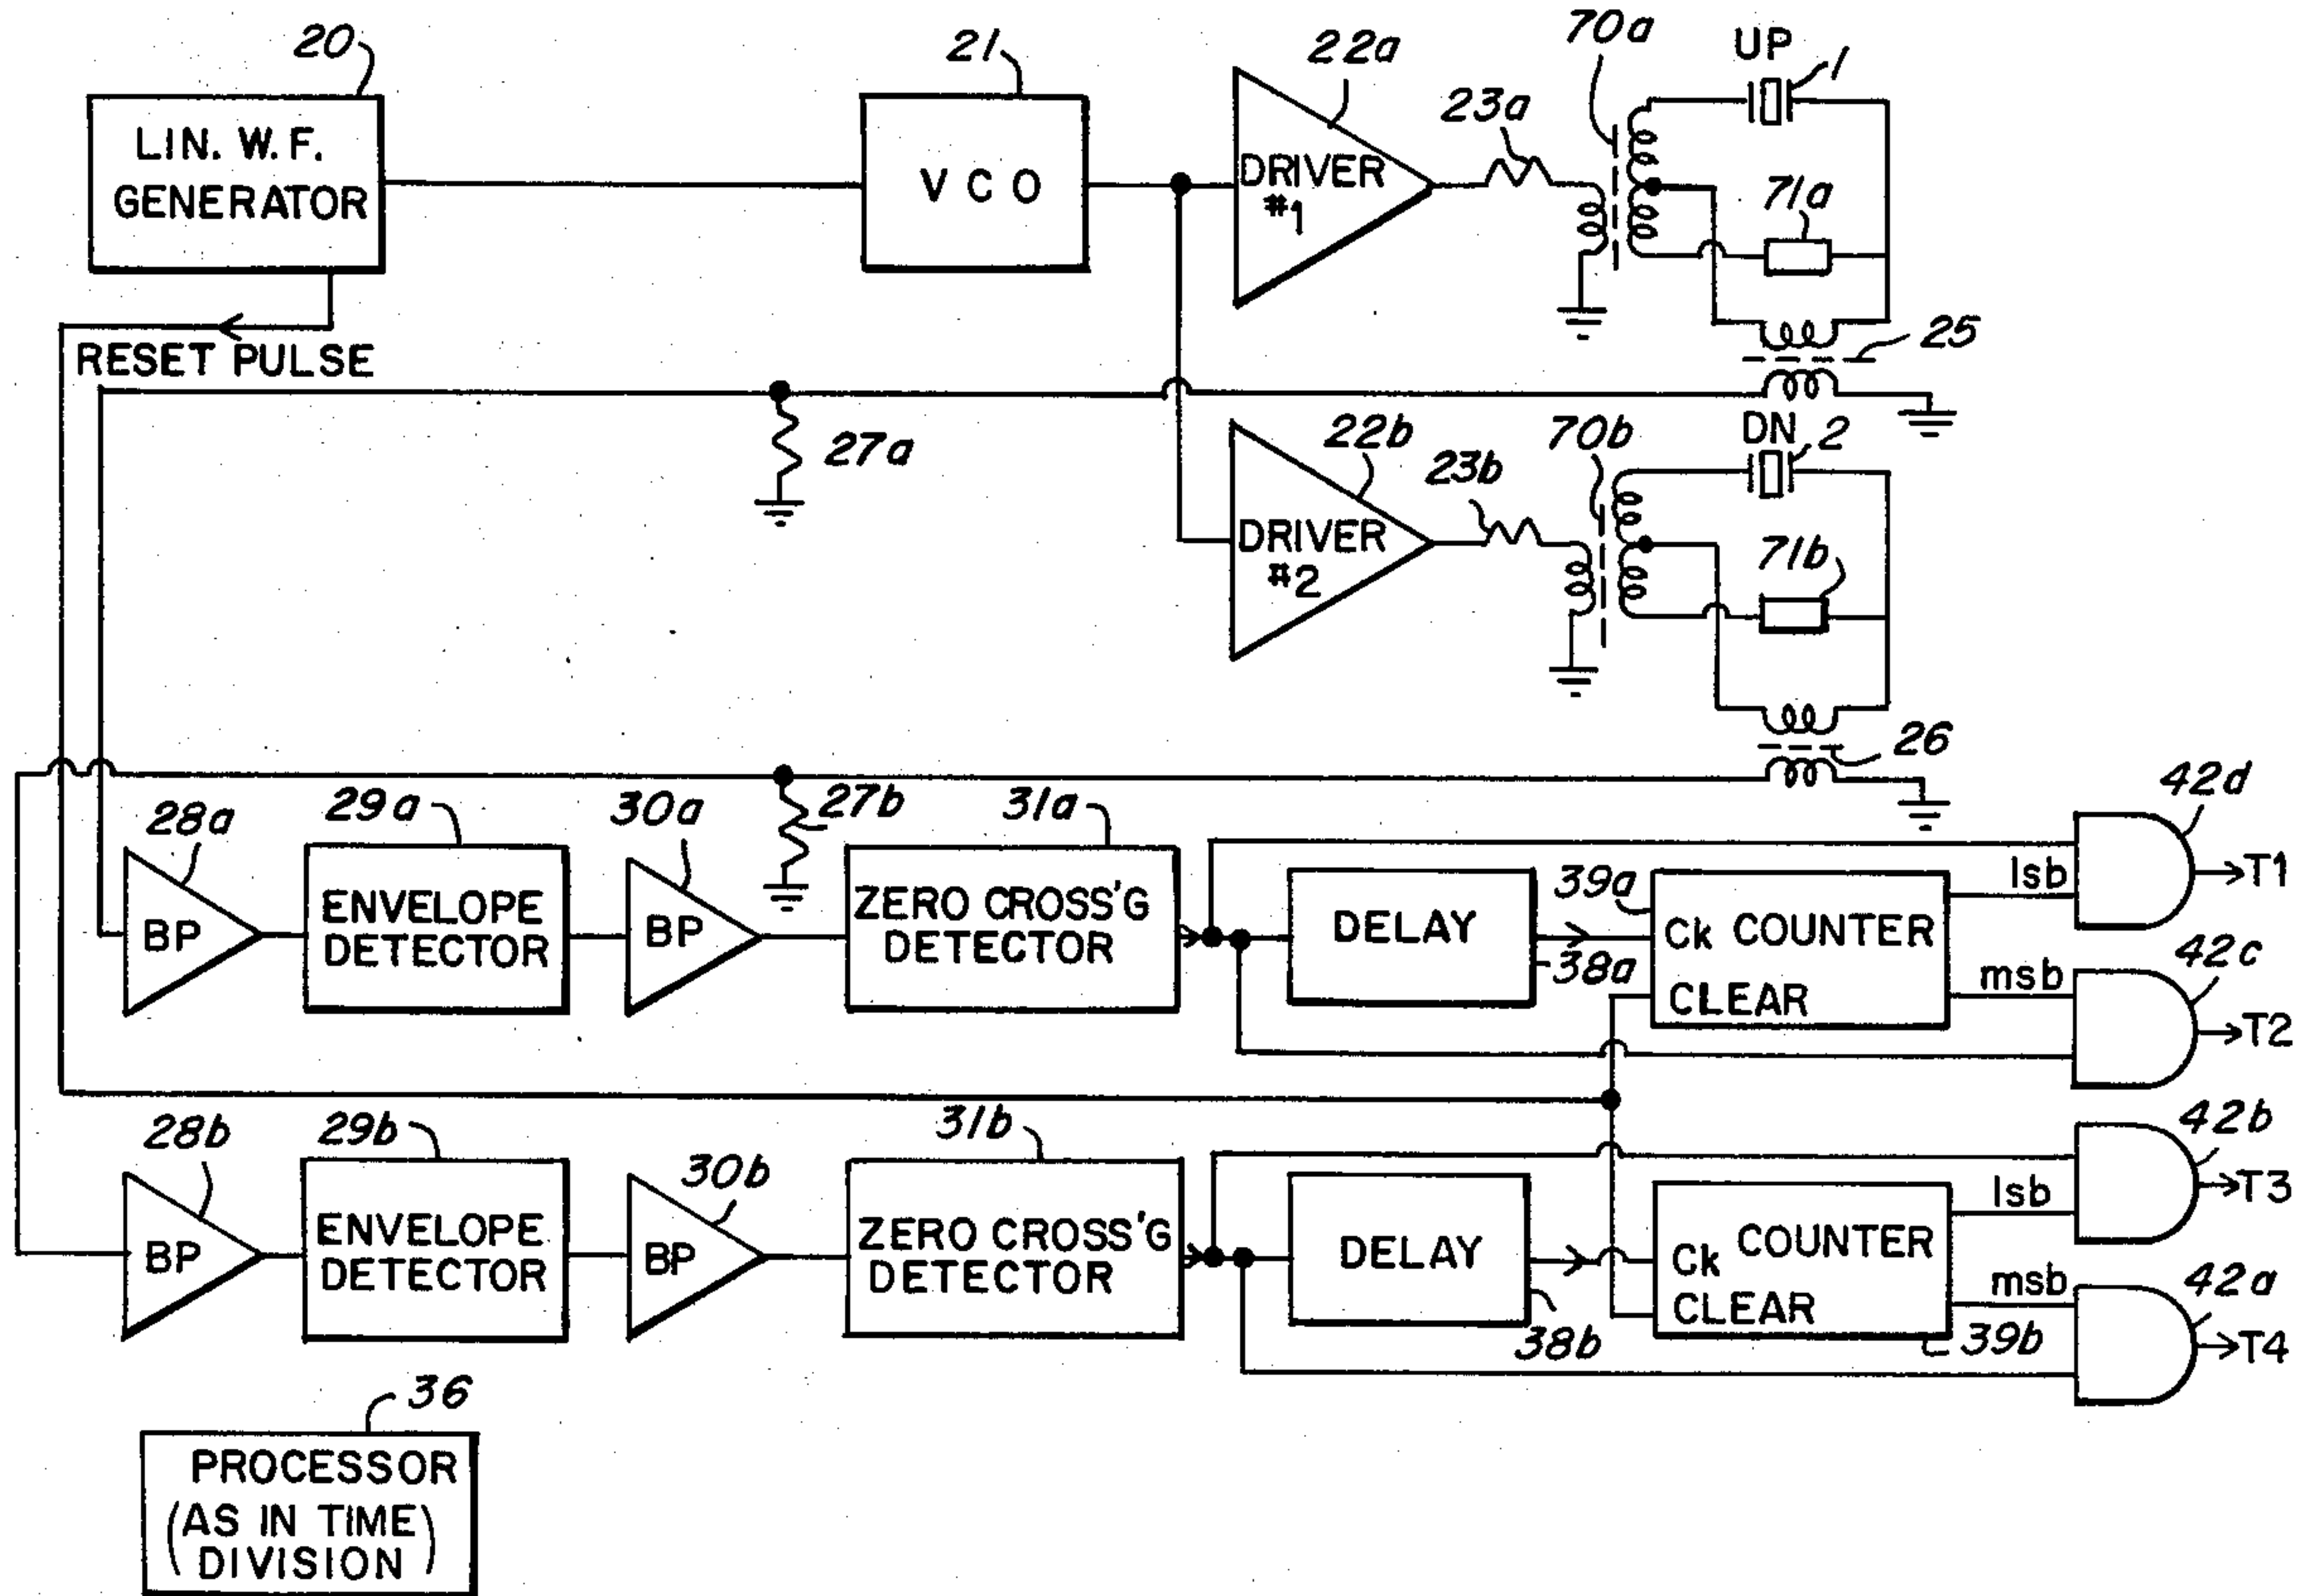 20
LIN. W. F.
GENERATOR
RESET PULSE
21
V C O
22a
DRIVER
#1
23a
70a
UP
1
71a
25
27a
22b
DRIVER
#2
23b
70b
DN
2
71b
26
27b
28a
BP
29a
ENVELOPE
DETECTOR
30a
BP
31a
ZERO CROSS'G
DETECTOR
DELAY
38a
39a
Ck COUNTER
CLEAR
lsb
msb
42d
T1
42c
T2
28b
BP
29b
ENVELOPE
DETECTOR
30b
BP
31b
ZERO CROSS'G
DETECTOR
DELAY
38b
Ck COUNTER
CLEAR
39b
lsb
msb
42b
T3
42a
T4
36
PROCESSOR
(AS IN TIME
DIVISION)